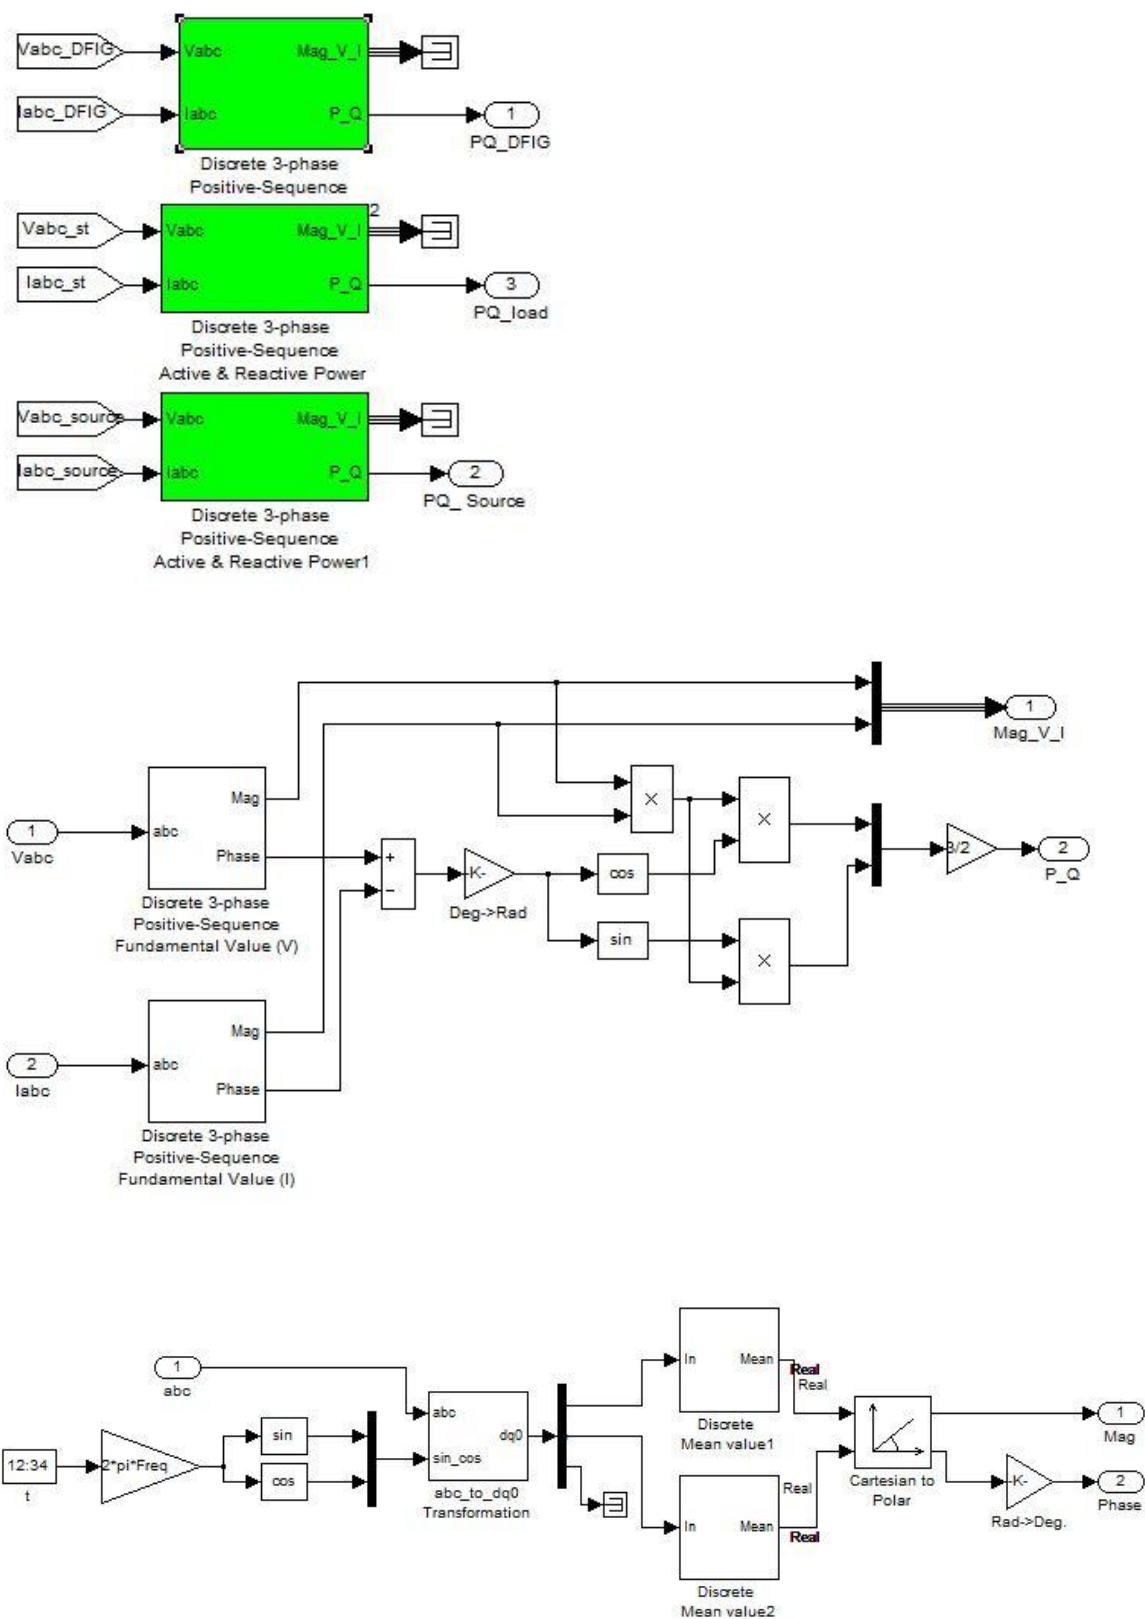 Vabc_DFIG
Vabc
Mag_V_I
Iabc_DFIG
Iabc
P_Q
1
PQ_DFIG
Discrete 3-phase
Positive-Sequence
2
Vabc_st
Vabc
Mag_V_I
Iabc_st
Iabc
P_Q
3
PQ_load
Discrete 3-phase
Positive-Sequence
Active & Reactive Power
Vabc_source
Vabc
Mag_V_I
Iabc_source
Iabc
P_Q
2
PQ_ Source
Discrete 3-phase
Positive-Sequence
Active & Reactive Power1
1
Mag_V_I
Mag
×
×
1
Vabc
abc
Phase
+
−
-K-
Deg->Rad
cos
sin
×
3/2
2
P_Q
Discrete 3-phase
Positive-Sequence
Fundamental Value (V)
Mag
2
Iabc
abc
Phase
Discrete 3-phase
Positive-Sequence
Fundamental Value (I)
1
abc
In
Mean
Real
Real
Discrete
Mean value1
12:34
t
2*pi*Freq
sin
cos
abc
sin_cos
dq0
abc_to_dq0
Transformation
Cartesian to
Polar
1
Mag
-K-
Rad->Deg.
2
Phase
Real
In
Mean
Real
Discrete
Mean value2